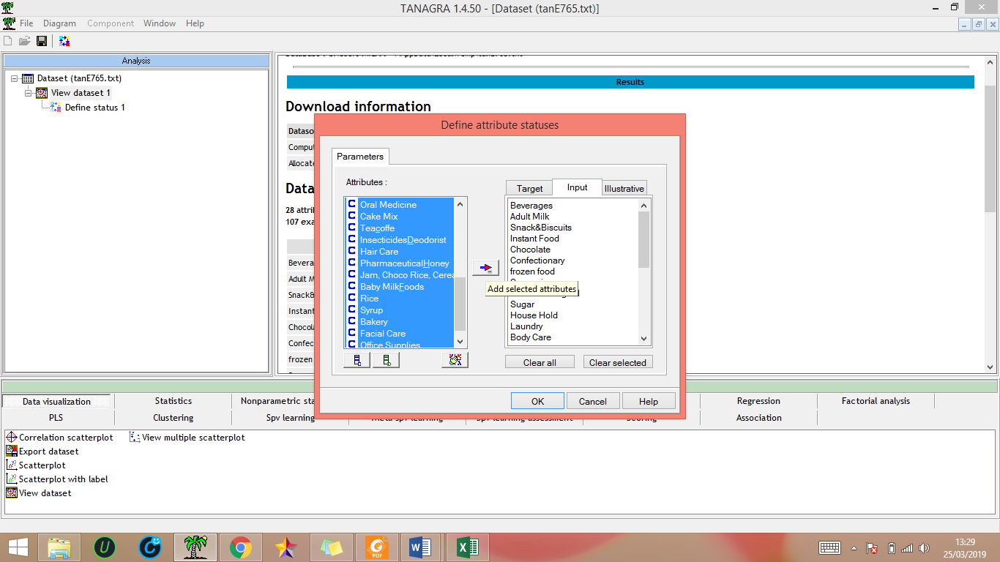 TANAGRA 1.4.50 - [Dataset (tanE765.txt)]
File Diagram Component Window Help
Analysis
Dataset (tanE765.txt)
View dataset 1
Define status 1
Results
Download information
Dataso
Comput
Allocate
Data
28 attri
107 exa
Bevera
Adult M
Snack&
Instant
Chocola
Confec
frozen
Define attribute statuses
Parameters
Attributes :
Oral Medicine
Cake Mix
Teacoffe
InsecticidesDeodorist
Hair Care
PharmaceuticalHoney
Jam, Choco Rice, Cerea
Baby MilkFoods
Rice
Syrup
Bakery
Facial Care
Office Supplies
Add selected attributes
Target Input Illustrative
Beverages
Adult Milk
Snack&Biscuits
Instant Food
Chocolate
Confectionary
frozen food
Sugar
House Hold
Laundry
Body Care
Clear all Clear selected
OK Cancel Help
Data visualization Statistics Nonparametric sta Regression Factorial analysis
PLS Clustering Spv learning Meta-spv learning Spv learning assessment Scoring Association
Correlation scatterplot View multiple scatterplot
Export dataset
Scatterplot
Scatterplot with label
View dataset
PDF
13:29
25/03/2019